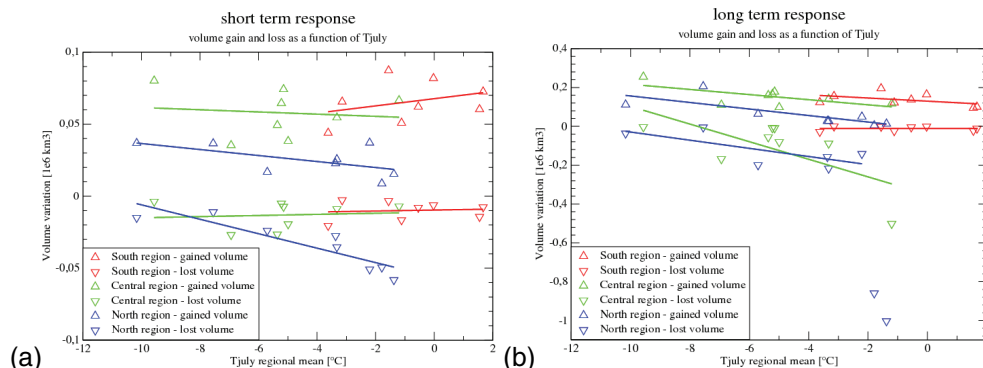 short term response
volume gain and loss as a function of Tjuly
0,1
0,05
0
-0,05
-0,1
Volume variation [1e6 km3]
South region - gained volume
South region - lost volume
Central region - gained volume
Central region - lost volume
North region - gained volume
North region - lost volume
-12 -10 -8 -6 -4 -2 0 2
Tjuly regional mean [°C]
(a)
long term response
volume gain and loss as a function of Tjuly
0,4
0,2
0
-0,2
-0,4
-0,6
-0,8
-1
Volume variation [1e6 km3]
South region - gained volume
South region - lost volume
Central region - gained volume
Central region - lost volume
North region - gained volume
North region - lost volume
-12 -10 -8 -6 -4 -2 0
Tjuly regional mean [°C]
(b)